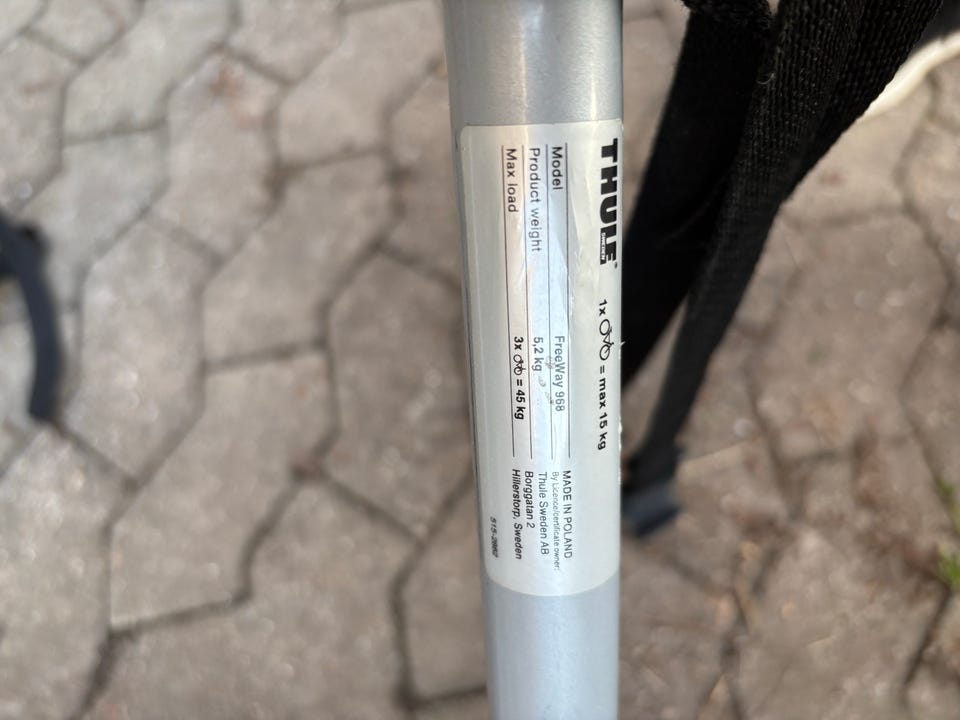 THULE
SWEDEN
1x = max 15 kg
Model FreeWay 968
Product weight 5,2 kg
Max load 3x = 45 kg
MADE IN POLAND
By Licence/certificate owner:
Thule Sweden AB
Borggatan 2
Hillerstorp, Sweden